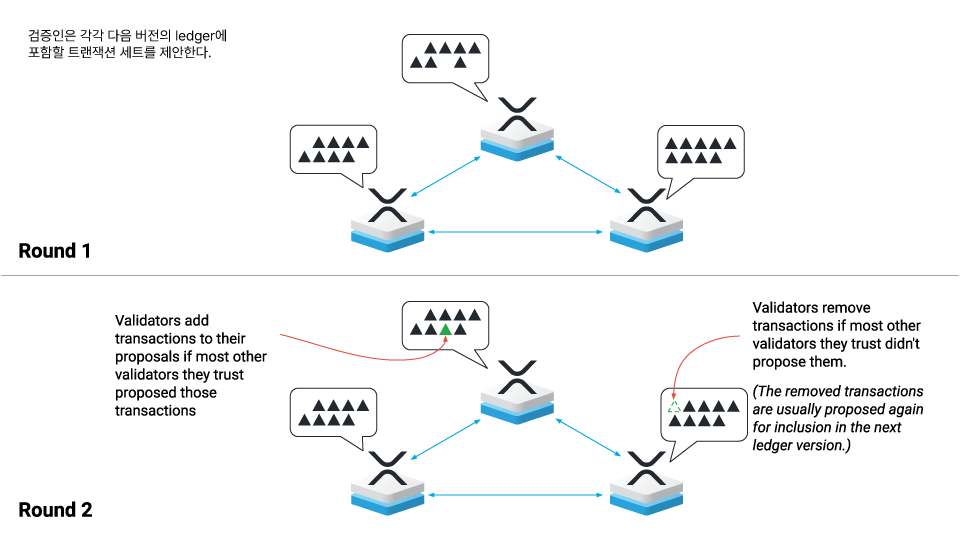 검증인은 각각 다음 버전의 ledger에
포함할 트랜잭션 세트를 제안한다.
Round 1
Validators add
transactions to their
proposals if most other
validators they trust
proposed those
transactions
Validators remove
transactions if most other
validators they trust didn't
propose them.
(The removed transactions
are usually proposed again
for inclusion in the next
ledger version.)
Round 2